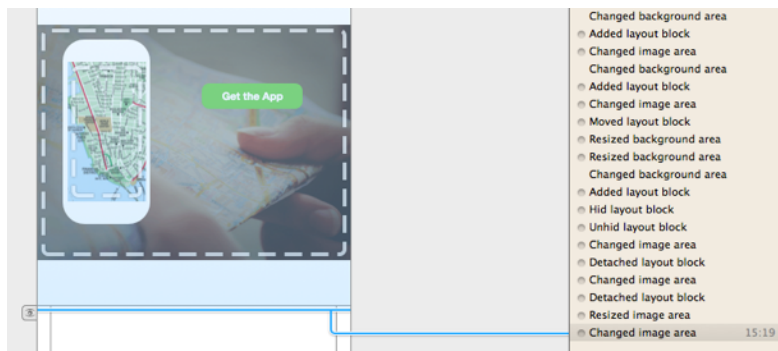 Get the App
Changed background area
Added layout block
Changed image area
Changed background area
Added layout block
Changed image area
Moved layout block
Resized background area
Resized background area
Changed background area
Added layout block
Hid layout block
Unhid layout block
Changed image area
Detached layout block
Changed image area
Detached layout block
Resized image area
Changed image area 15:19